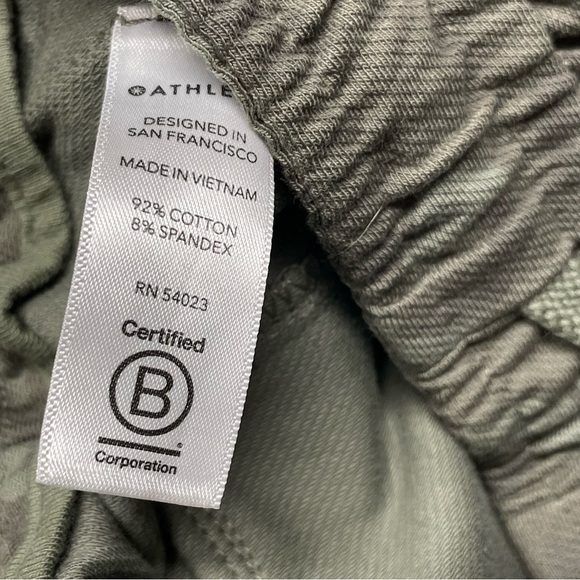 ATHLE
DESIGNED IN
SAN FRANCISCO
MADE IN VIETNAM
92% COTTON
8% SPANDEX
RN 54023
Certified
B
Corporation